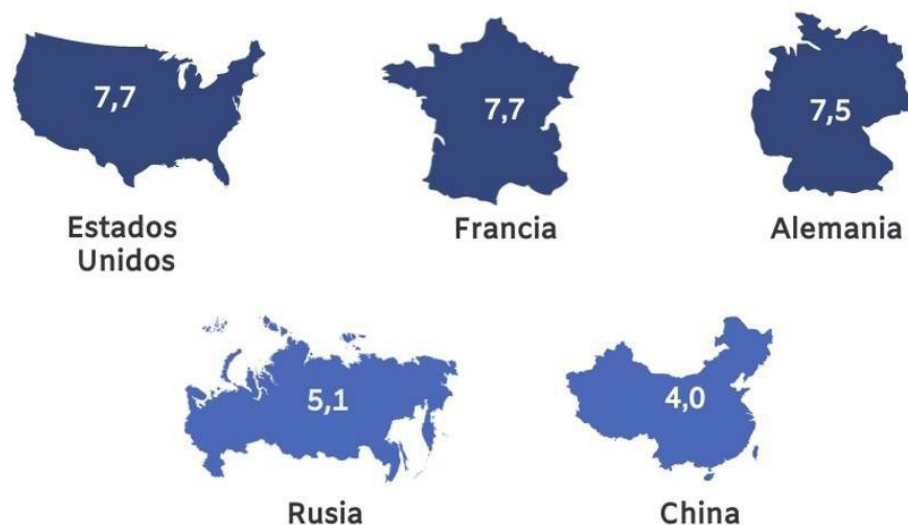 7,7
7,7
7,5
Estados
Unidos
Francia
Alemania
5,1
4,0
Rusia
China